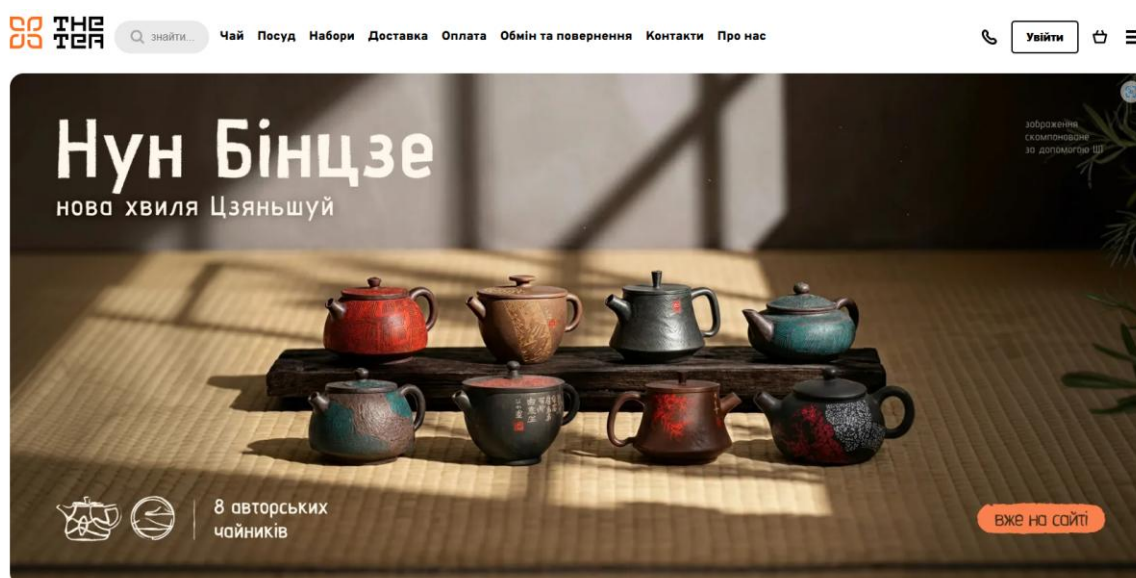 THE
TEA
знайти...
Чай Посуд Набори Доставка Оплата Обмін та повернення Контакти Про нас
Увійти
Нун Бінцзе
нова хвиля Цзяньшуй
зображення
скомпоноване
за допомогою ШІ
8 авторських
чайників
вже на сайті